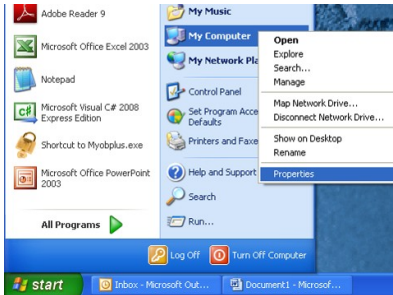 Adobe Reader 9
Microsoft Office Excel 2003
Notepad
Microsoft Visual C# 2008
Express Edition
Shortcut to Myobplus.exe
Microsoft Office PowerPoint
2003
All Programs
My Music
My Computer
My Network Pla
Control Panel
Set Program Acce
Defaults
Printers and Faxe
Help and Support
Search
Run...
Open
Explore
Search...
Manage
Map Network Drive...
Disconnect Network Drive...
Show on Desktop
Rename
Properties
Log Off
Turn Off Computer
start
Inbox - Microsoft Out...
Document1 - Microsof...